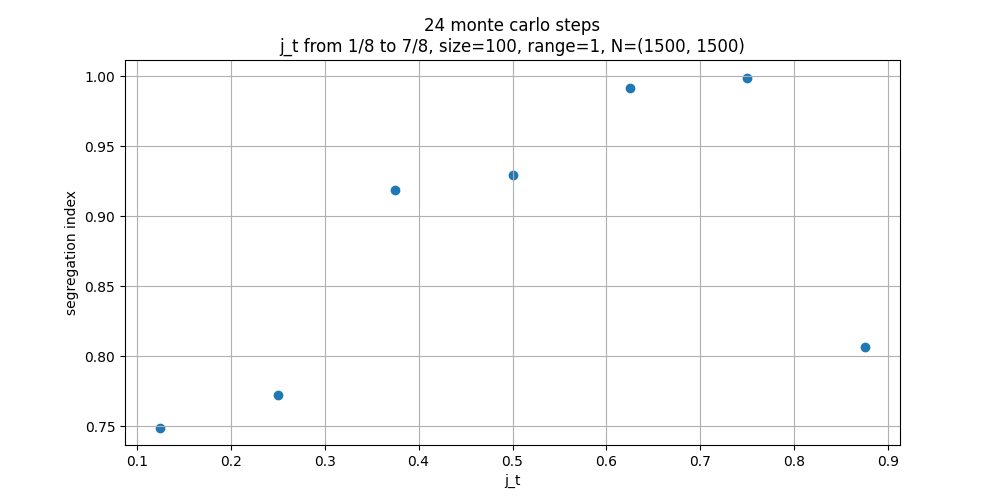 24 monte carlo steps
j_t from 1/8 to 7/8, size=100, range=1, N=(1500, 1500)
1.00
0.95
0.90
0.85
0.80
0.75
segregation index
0.1 0.2 0.3 0.4 0.5 0.6 0.7 0.8 0.9
j_t